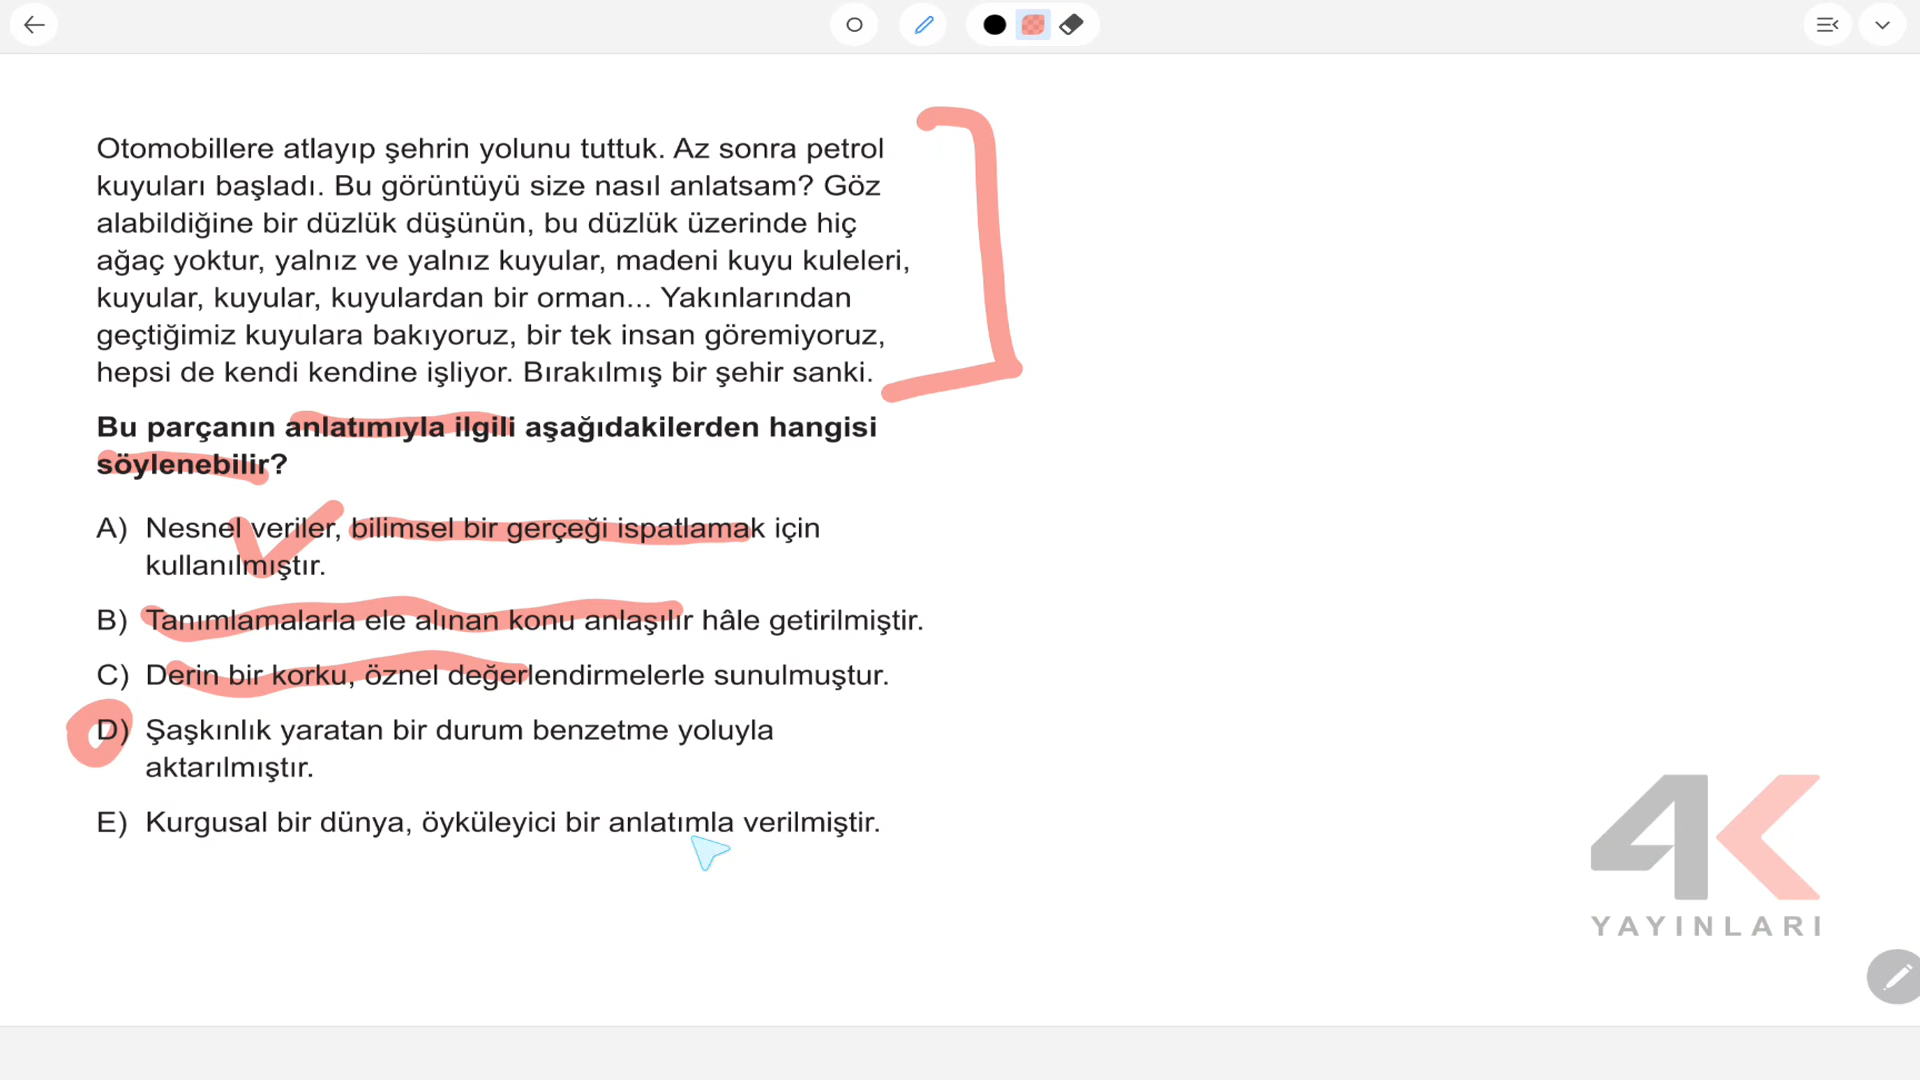 Otomobillere atlayıp şehrin yolunu tuttuk. Az sonra petrol
kuyuları başladı. Bu görüntüyü size nasıl anlatsam? Göz
alabildiğine bir düzlük düşünün, bu düzlük üzerinde hiç
ağaç yoktur, yalnız ve yalnız kuyular, madeni kuyu kuleleri,
kuyular, kuyular, kuyulardan bir orman... Yakınlarından
geçtiğimiz kuyulara bakıyoruz, bir tek insan göremiyoruz,
hepsi de kendi kendine işliyor. Bırakılmış bir şehir sanki.
Bu parçanın anlatımıyla ilgili aşağıdakilerden hangisi
söylenebilir?
A) Nesnel veriler, bilimsel bir gerçeği ispatlamak için
kullanılmıştır.
B) Tanımlamalarla ele alınan konu anlaşılır hâle getirilmiştir.
C) Derin bir korku, öznel değerlendirmelerle sunulmuştur.
D) Şaşkınlık yaratan bir durum benzetme yoluyla
aktarılmıştır.
E) Kurgusal bir dünya, öyküleyici bir anlatımla verilmiştir.
4K
YAYINLARI